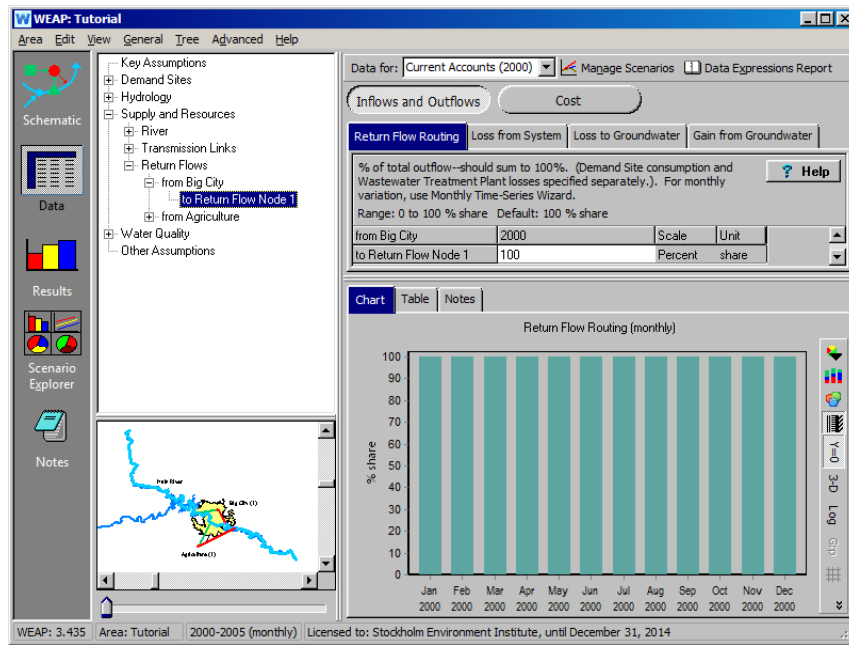 WEAP: Tutorial
Area Edit View General Tree Advanced Help
Schematic
Data
Results
Scenario
Explorer
Notes
Key Assumptions
Demand Sites
Hydrology
Supply and Resources
River
Transmission Links
Return Flows
from Big City
to Return Flow Node 1
from Agriculture
Water Quality
Other Assumptions
Main River
Big City (1)
Agriculture (1)
Data for: Current Accounts (2000) Manage Scenarios Data Expressions Report
Inflows and Outflows Cost
Return Flow Routing Loss from System Loss to Groundwater Gain from Groundwater
% of total outflow--should sum to 100%. (Demand Site consumption and
Wastewater Treatment Plant losses specified separately.). For monthly
variation, use Monthly Time-Series Wizard.
Range: 0 to 100 % share Default: 100 % share
? Help
from Big City 2000 Scale Unit
to Return Flow Node 1 100 Percent share
Chart Table Notes
Return Flow Routing (monthly)
% share
100
90
80
70
60
50
40
30
20
10
0
Jan Feb Mar Apr May Jun Jul Aug Sep Oct Nov Dec
2000 2000 2000 2000 2000 2000 2000 2000 2000 2000 2000 2000
Y=0
3-D
Log
Grp
WEAP: 3.435 Area: Tutorial 2000-2005 (monthly) Licensed to: Stockholm Environment Institute, until December 31, 2014